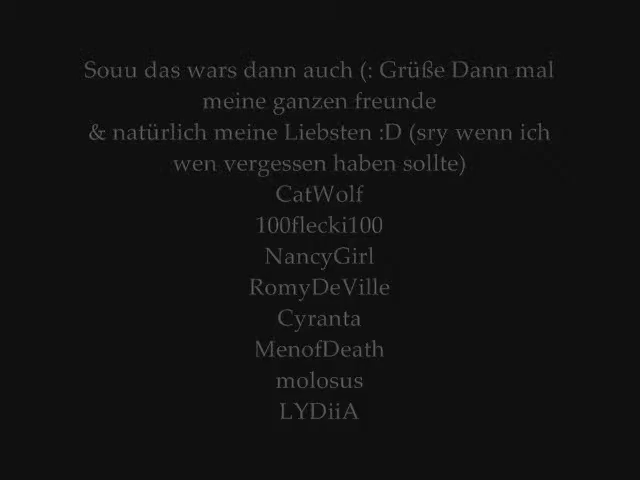 Souu das wars dann auch (: Grüße Dann mal
meine ganzen freunde
& natürlich meine Liebsten :D (sry wenn ich
wen vergessen haben sollte)
CatWolf
100flecki100
NancyGirl
RomyDeVille
Cyranta
MenofDeath
molosus
LYDiiA